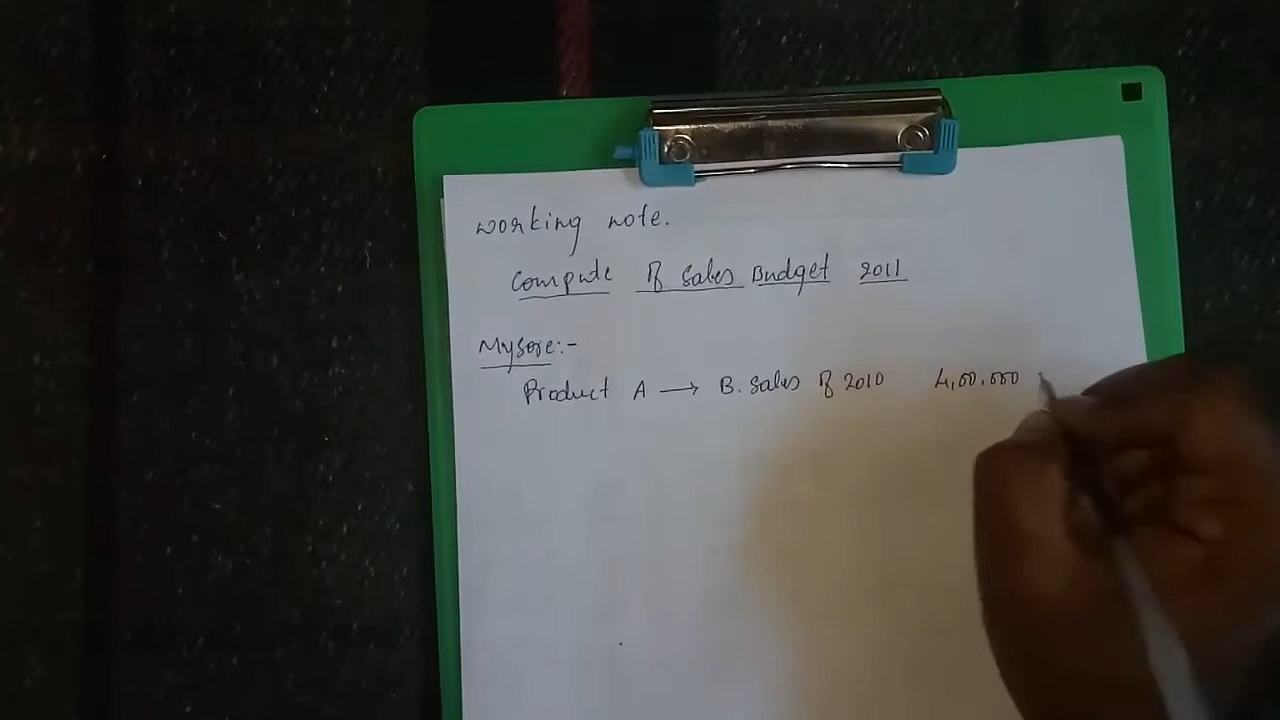 working note.
Compute of Sales Budget 2011
Mysore:-
Product A → B. Sales of 2010 4,00,000